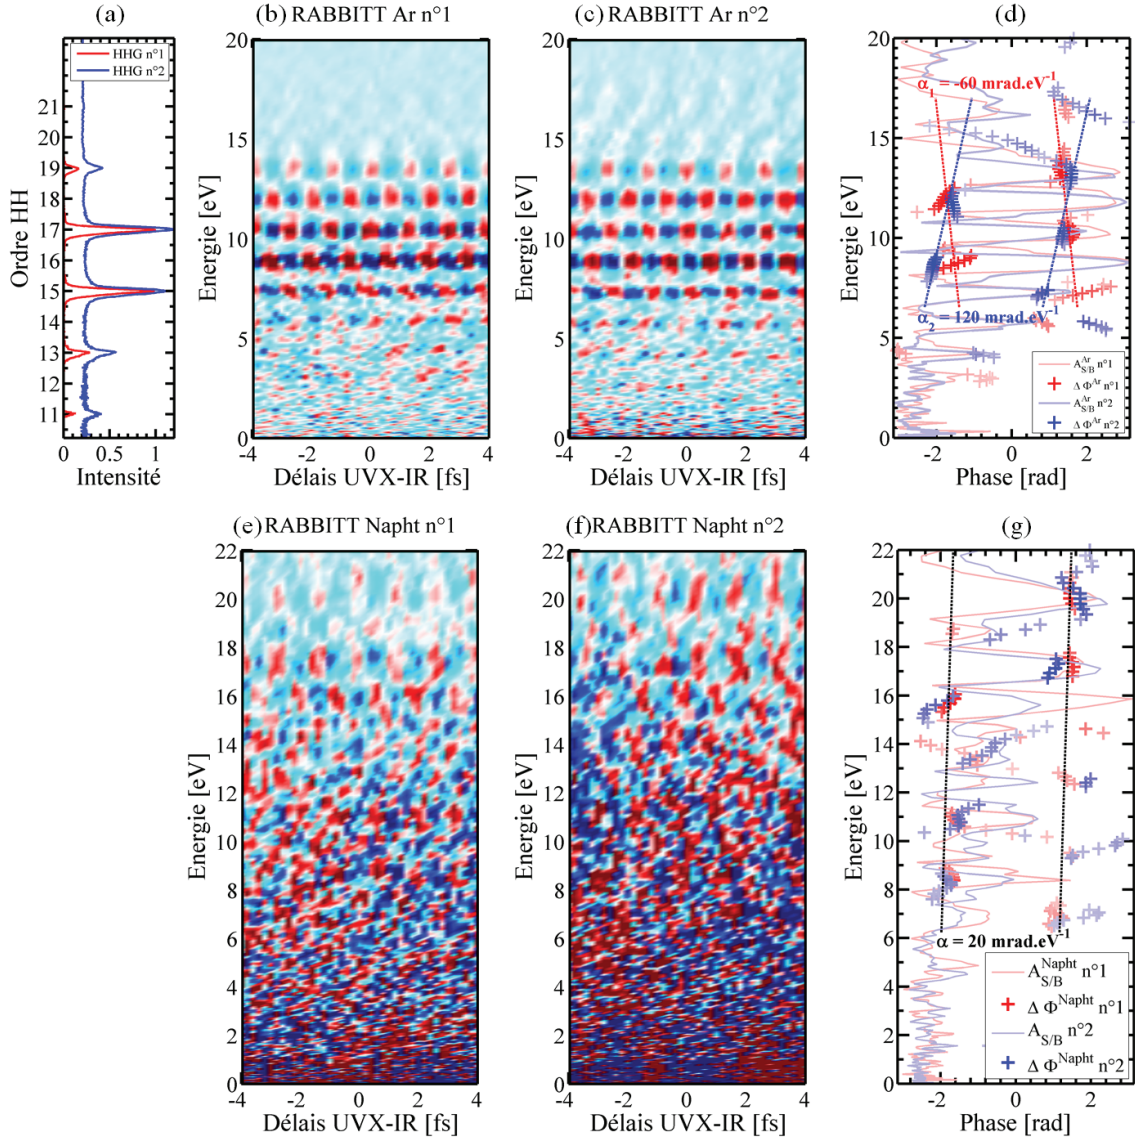 (a)
(b) RABBITT Ar n°1
(c) RABBITT Ar n°2
(d)
HHG n°1
HHG n°2
Ordre HH
21
20
19
18
17
16
15
14
13
12
11
0 0.5 1
Intensité
Energie [eV]
20
15
10
5
0
-4 -2 0 2 4
Délais UVX-IR [fs]
Energie [eV]
20
15
10
5
0
-4 -2 0 2 4
Délais UVX-IR [fs]
Energie [eV]
20
15
10
5
0
α1 = -60 mrad.eV⁻¹
α2 = 120 mrad.eV⁻¹
A S/B Ar n°1
Δ Φ Ar n°1
A S/B Ar n°2
Δ Φ Ar n°2
-2 0 2
Phase [rad]
(e) RABBITT Napht n°1
(f) RABBITT Napht n°2
(g)
Energie [eV]
22
20
18
16
14
12
10
8
6
4
2
0
-4 -2 0 2 4
Délais UVX-IR [fs]
Energie [eV]
22
20
18
16
14
12
10
8
6
4
2
0
-4 -2 0 2 4
Délais UVX-IR [fs]
Energie [eV]
22
20
18
16
14
12
10
8
6
4
2
0
α = 20 mrad.eV⁻¹
A S/B Napht n°1
Δ Φ Napht n°1
A S/B n°2
Δ Φ Napht n°2
-2 0 2
Phase [rad]